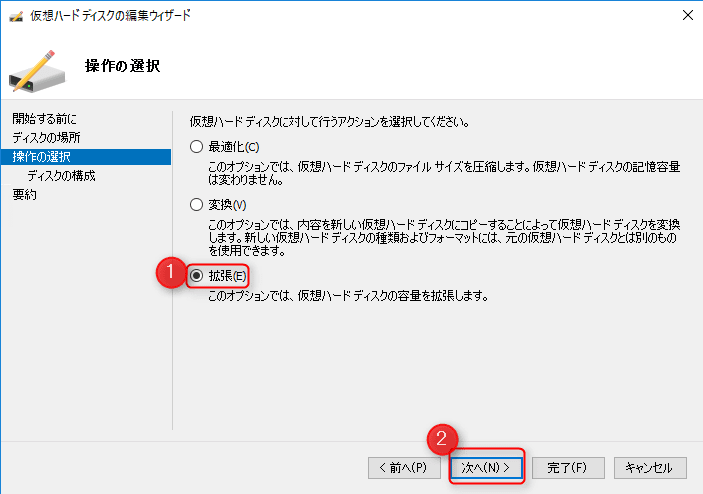 仮想ハード ディスクの編集ウィザード
操作の選択
開始する前に
ディスクの場所
操作の選択
ディスクの構成
要約
仮想ハード ディスクに対して行うアクションを選択してください。
最適化(C)
このオプションでは、仮想ハード ディスクのファイル サイズを圧縮します。仮想ハード ディスクの記憶容量
は変わりません。
変換(V)
このオプションでは、内容を新しい仮想ハード ディスクにコピーすることによって仮想ハード ディスクを変換
します。新しい仮想ハード ディスクの種類およびフォーマットには、元の仮想ハード ディスクとは別のもの
を使用できます。
1
拡張(E)
このオプションでは、仮想ハード ディスクの容量を拡張します。
2
< 前へ(P)
次へ(N) >
完了(F)
キャンセル